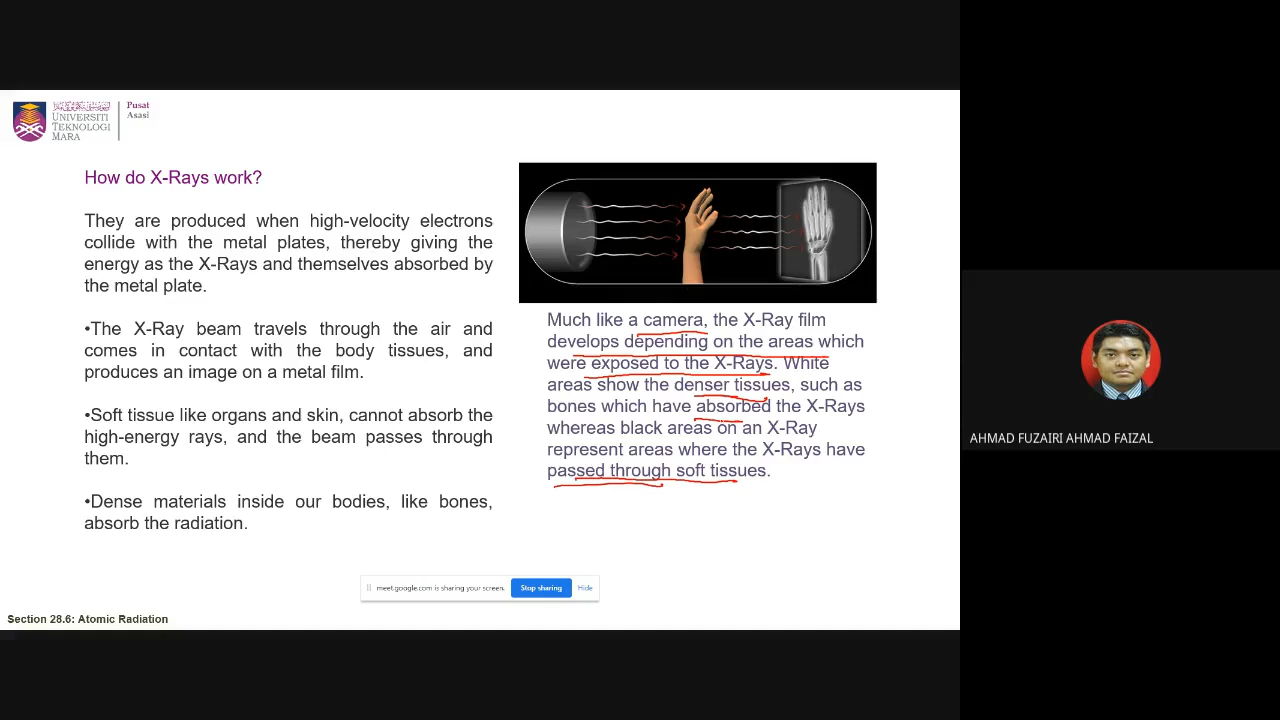 UNIVERSITI
TEKNOLOGI
MARA
Pusat
Asasi
How do X-Rays work?
They are produced when high-velocity electrons
collide with the metal plates, thereby giving the
energy as the X-Rays and themselves absorbed by
the metal plate.
•The X-Ray beam travels through the air and
comes in contact with the body tissues, and
produces an image on a metal film.
•Soft tissue like organs and skin, cannot absorb the
high-energy rays, and the beam passes through
them.
•Dense materials inside our bodies, like bones,
absorb the radiation.
Much like a camera, the X-Ray film
develops depending on the areas which
were exposed to the X-Rays. White
areas show the denser tissues, such as
bones which have absorbed the X-Rays
whereas black areas on an X-Ray
represent areas where the X-Rays have
passed through soft tissues.
meet.google.com is sharing your screen.
Stop sharing
Hide
Section 28.6: Atomic Radiation
AHMAD FUZAIRI AHMAD FAIZAL